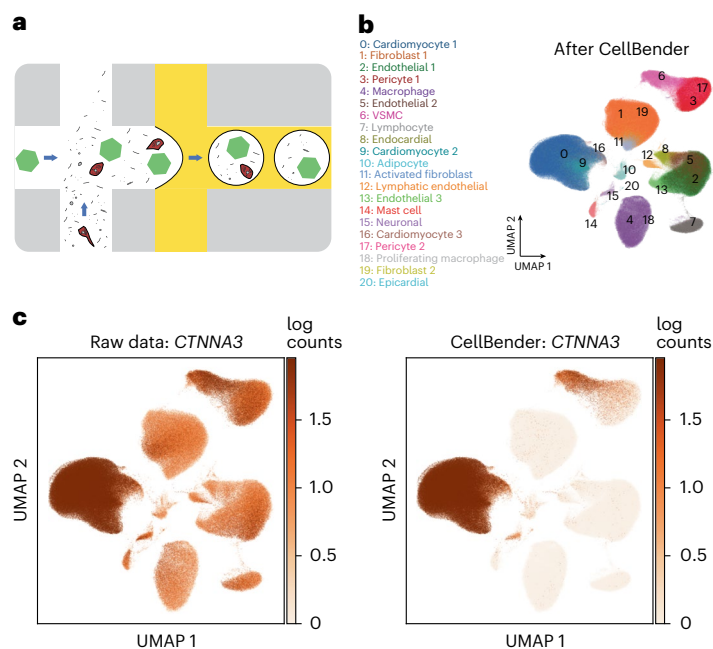 a
b
0: Cardiomyocyte 1
1: Fibroblast 1
2: Endothelial 1
3: Pericyte 1
4: Macrophage
5: Endothelial 2
6: VSMC
7: Lymphocyte
8: Endocardial
9: Cardiomyocyte 2
10: Adipocyte
11: Activated fibroblast
12: Lymphatic endothelial
13: Endothelial 3
14: Mast cell
15: Neuronal
16: Cardiomyocyte 3
17: Pericyte 2
18: Proliferating macrophage
19: Fibroblast 2
20: Epicardial
After CellBender
6
17
3
1
19
16
11
0
9
12
8
5
10
2
20
13
15
14
4
18
7
UMAP 2
UMAP 1
c
Raw data: CTNNA3
log
counts
1.5
1.0
0.5
0
UMAP 2
UMAP 1
CellBender: CTNNA3
log
counts
1.5
1.0
0.5
0
UMAP 2
UMAP 1